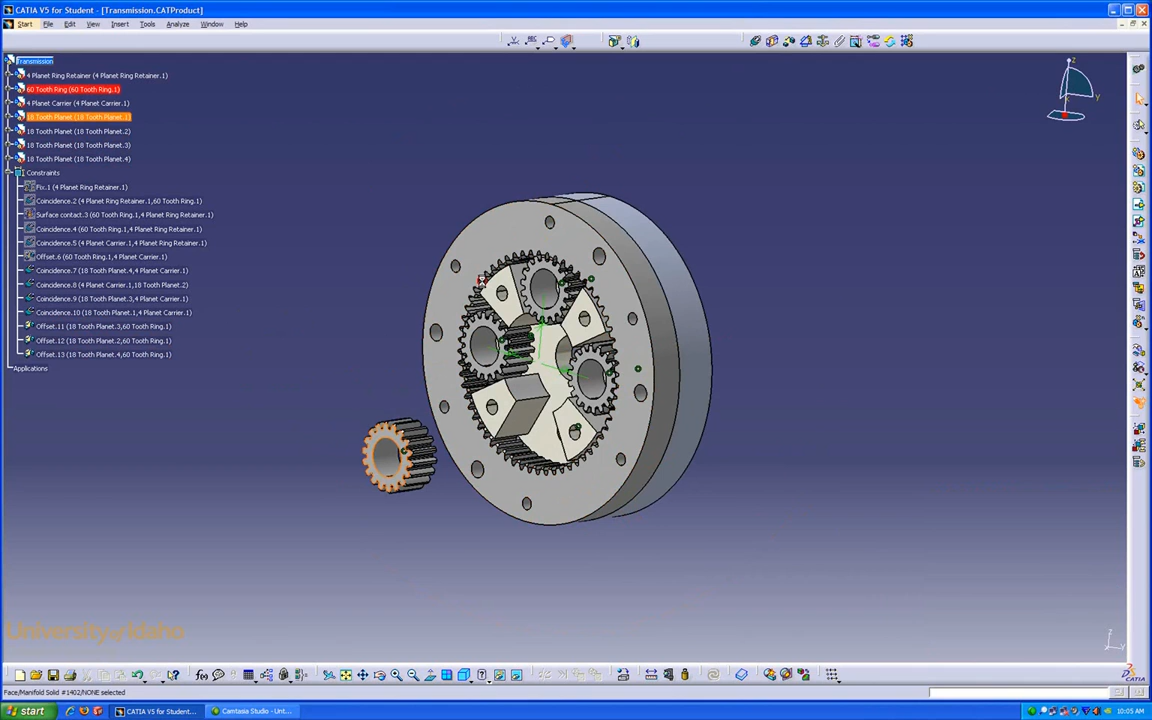 CATIA V5 for Student - [Transmission.CATProduct]
Start File Edit View Insert Tools Analyze Window Help
Transmission
4 Planet Ring Retainer (4 Planet Ring Retainer.1)
60 Tooth Ring (60 Tooth Ring.1)
4 Planet Carrier (4 Planet Carrier.1)
18 Tooth Planet (18 Tooth Planet.1)
18 Tooth Planet (18 Tooth Planet.2)
18 Tooth Planet (18 Tooth Planet.3)
18 Tooth Planet (18 Tooth Planet.4)
Constraints
Fix.1 (4 Planet Ring Retainer.1)
Coincidence.2 (4 Planet Ring Retainer.1,60 Tooth Ring.1)
Surface contact.3 (60 Tooth Ring.1,4 Planet Ring Retainer.1)
Coincidence.4 (60 Tooth Ring.1,4 Planet Ring Retainer.1)
Coincidence.5 (4 Planet Carrier.1,4 Planet Ring Retainer.1)
Offset.6 (60 Tooth Ring.1,4 Planet Carrier.1)
Coincidence.7 (18 Tooth Planet.4,4 Planet Carrier.1)
Coincidence.8 (4 Planet Carrier.1,18 Tooth Planet.2)
Coincidence.9 (18 Tooth Planet.3,4 Planet Carrier.1)
Coincidence.10 (18 Tooth Planet.1,4 Planet Carrier.1)
Offset.11 (18 Tooth Planet.3,60 Tooth Ring.1)
Offset.12 (18 Tooth Planet.2,60 Tooth Ring.1)
Offset.13 (18 Tooth Planet.4,60 Tooth Ring.1)
Applications
University of Idaho
Face/Manifold Solid #1402/NONE selected
start CATIA V5 for Student... Camtasia Studio - Unt... 10:05 AM